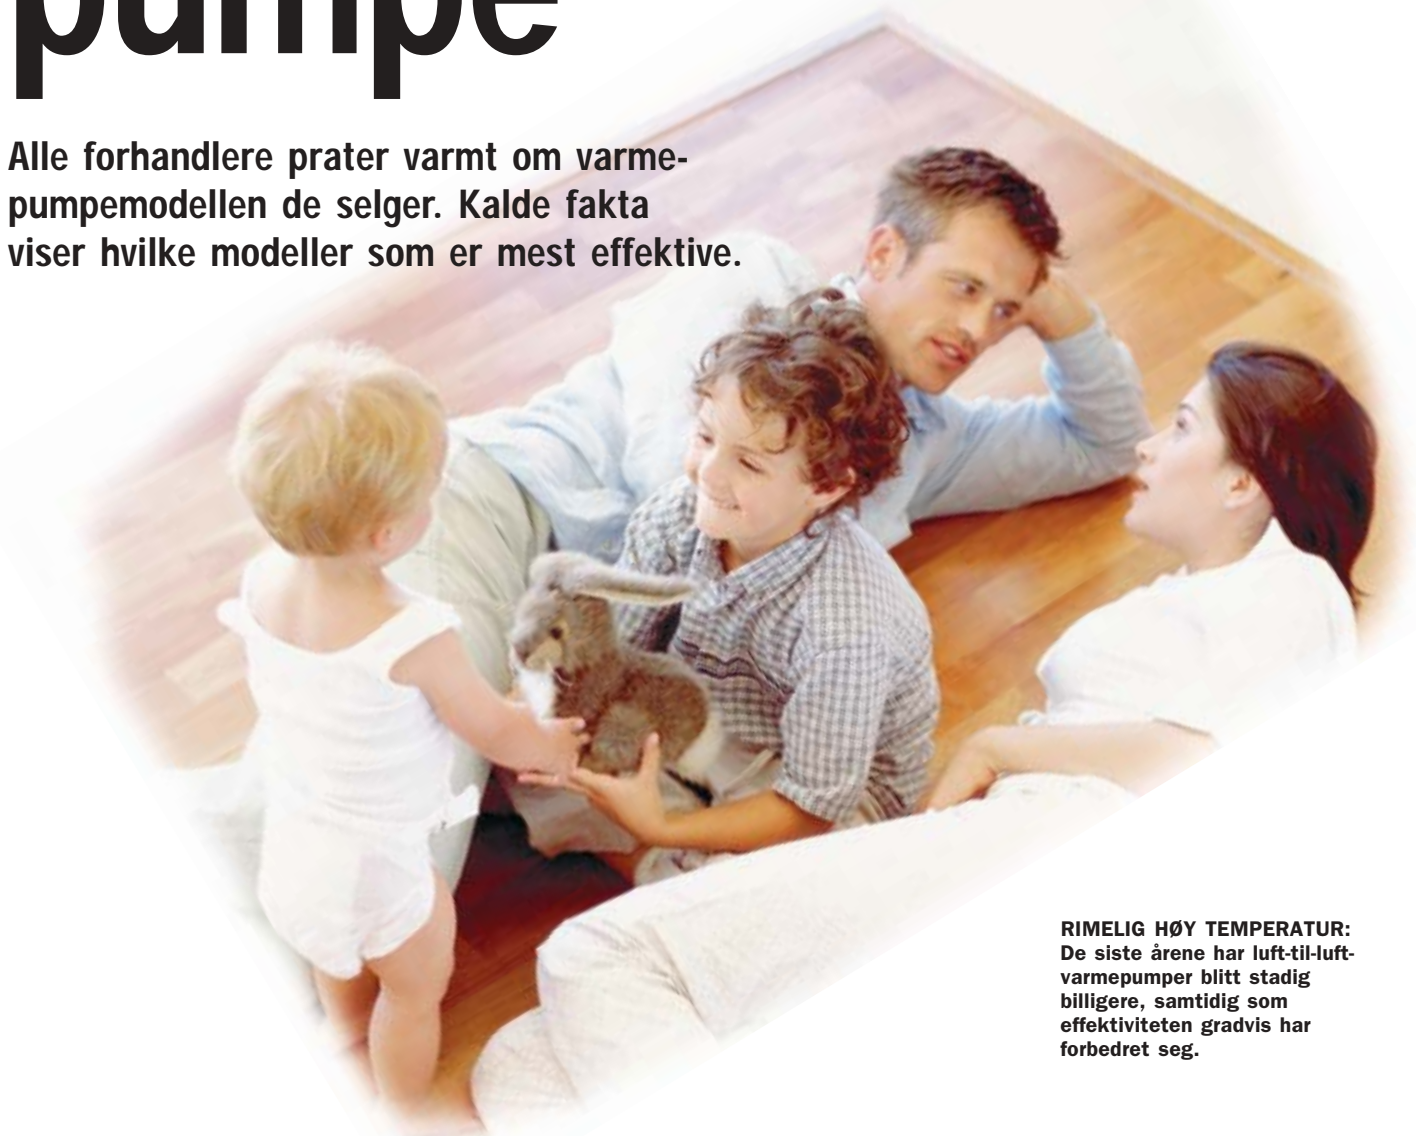 pumpe
Alle forhandlere prater varmt om varme-
pumpemodellen de selger. Kalde fakta
viser hvilke modeller som er mest effektive.
RIMELIG HØY TEMPERATUR:
De siste årene har luft-til-luft-
varmepumper blitt stadig
billigere, samtidig som
effektiviteten gradvis har
forbedret seg.